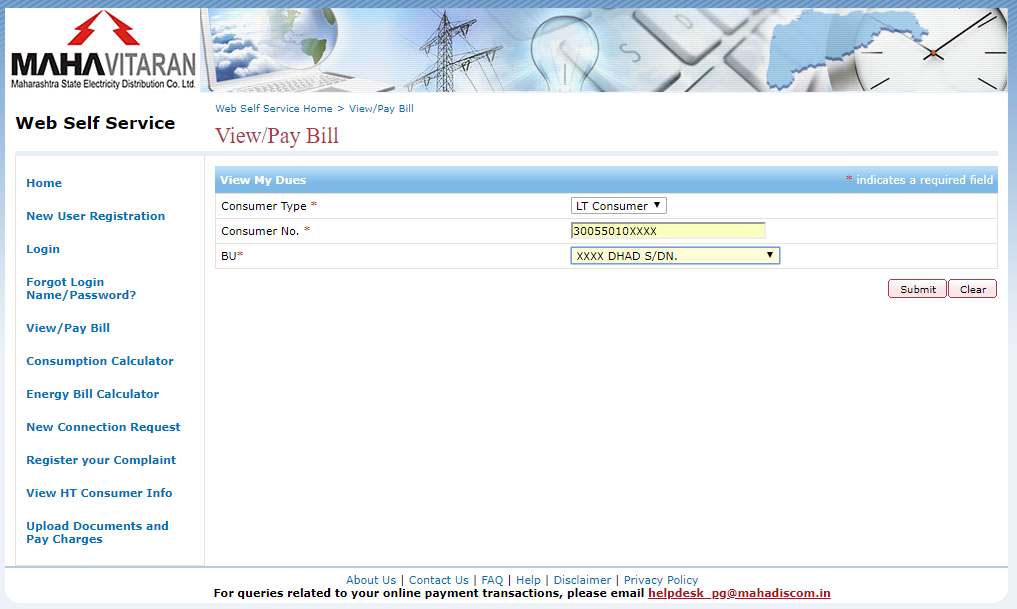 MAHAVITARAN
Maharashtra State Electricity Distribution Co. Ltd.
Web Self Service
Web Self Service Home > View/Pay Bill
View/Pay Bill
Home
New User Registration
Login
Forgot Login
Name/Password?
View/Pay Bill
Consumption Calculator
Energy Bill Calculator
New Connection Request
Register your Complaint
View HT Consumer Info
Upload Documents and
Pay Charges
View My Dues * indicates a required field
Consumer Type * LT Consumer
Consumer No. * 30055010XXXX
BU* XXXX DHAD S/DN.
Submit Clear
About Us | Contact Us | FAQ | Help | Disclaimer | Privacy Policy
For queries related to your online payment transactions, please email helpdesk_pg@mahadiscom.in